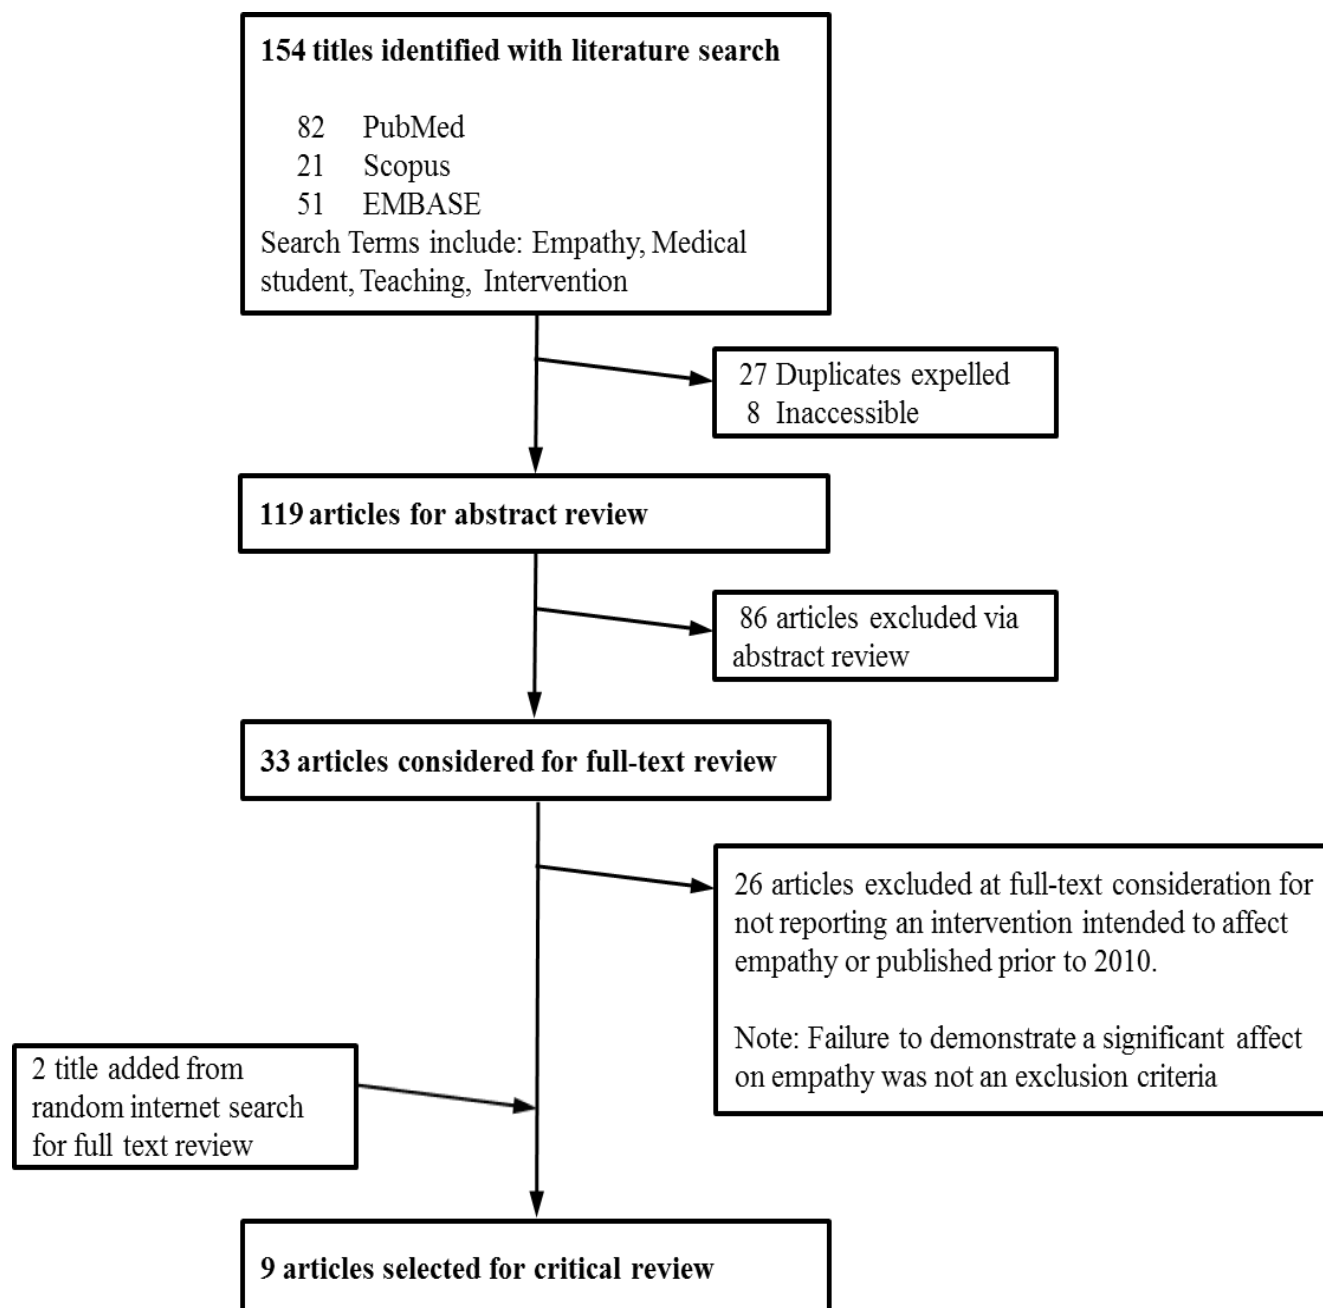 154 titles identified with literature search
82 PubMed
21 Scopus
51 EMBASE
Search Terms include: Empathy, Medical
student, Teaching, Intervention
27 Duplicates expelled
8 Inaccessible
119 articles for abstract review
86 articles excluded via
abstract review
33 articles considered for full-text review
26 articles excluded at full-text consideration for
not reporting an intervention intended to affect
empathy or published prior to 2010.
Note: Failure to demonstrate a significant affect
on empathy was not an exclusion criteria
2 title added from
random internet search
for full text review
9 articles selected for critical review